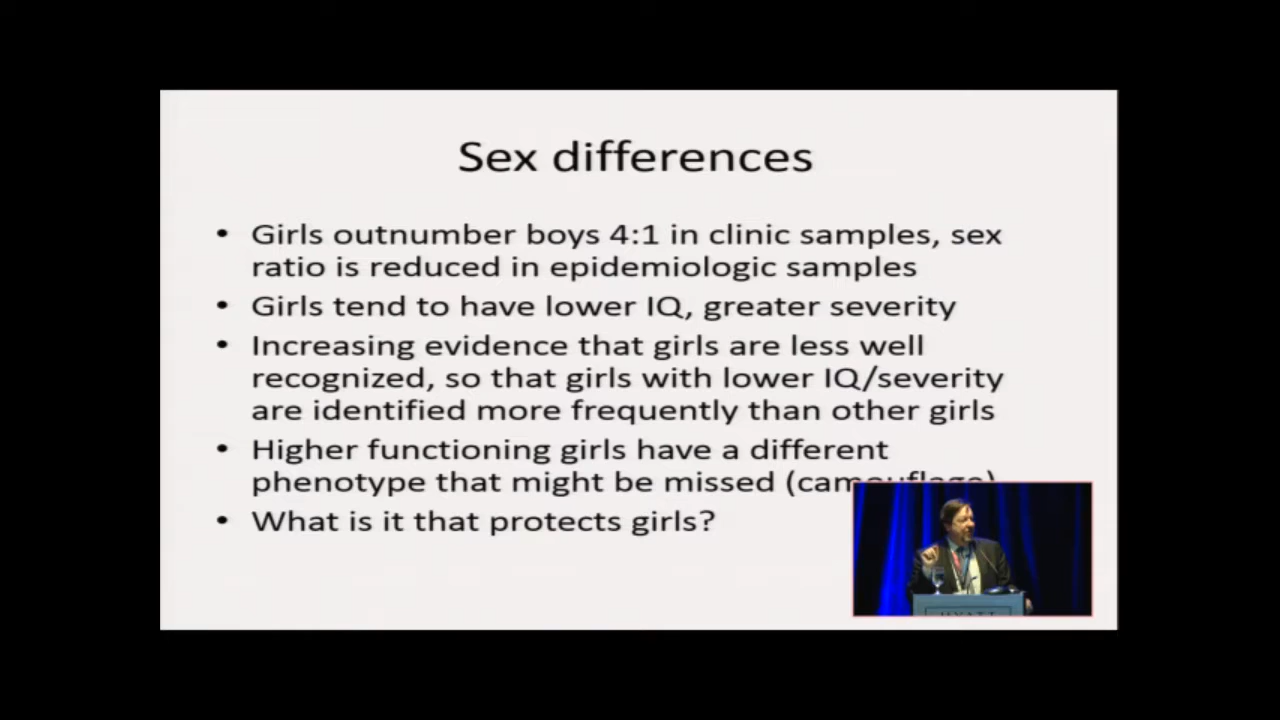 Sex differences
• Girls outnumber boys 4:1 in clinic samples, sex
ratio is reduced in epidemiologic samples
• Girls tend to have lower IQ, greater severity
• Increasing evidence that girls are less well
recognized, so that girls with lower IQ/severity
are identified more frequently than other girls
• Higher functioning girls have a different
phenotype that might be missed (camouflage)
• What is it that protects girls?
HYATT